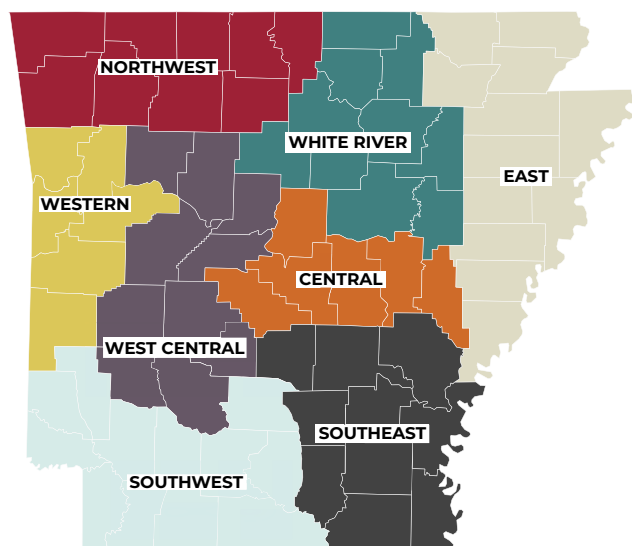 NORTHWEST
WHITE RIVER
EAST
WESTERN
CENTRAL
WEST CENTRAL
SOUTHEAST
SOUTHWEST